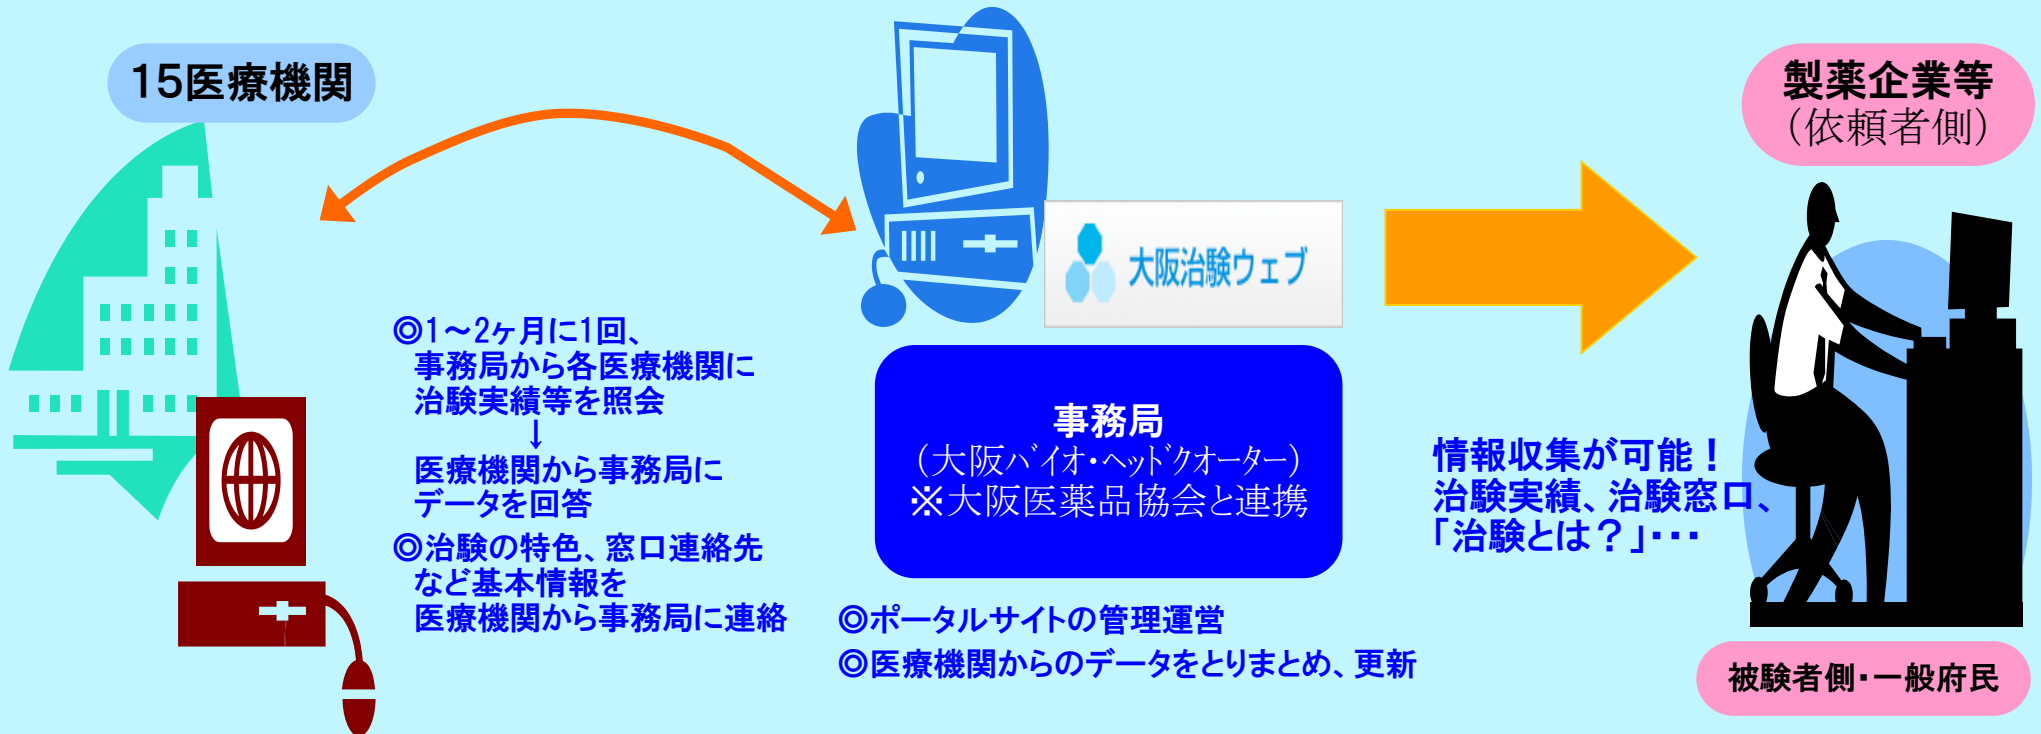 15医療機関
◎1～2ヶ月に1回、
事務局から各医療機関に
治験実績等を照会
↓
医療機関から事務局に
データを回答
◎治験の特色、窓口連絡先
など基本情報を
医療機関から事務局に連絡
大阪治験ウェブ
事務局
（大阪バイオ・ヘッドクオーター）
※大阪医薬品協会と連携
◎ポータルサイトの管理運営
◎医療機関からのデータをとりまとめ、更新
製薬企業等
（依頼者側）
情報収集が可能！
治験実績、治験窓口、
「治験とは？」・・・
被験者側・一般府民